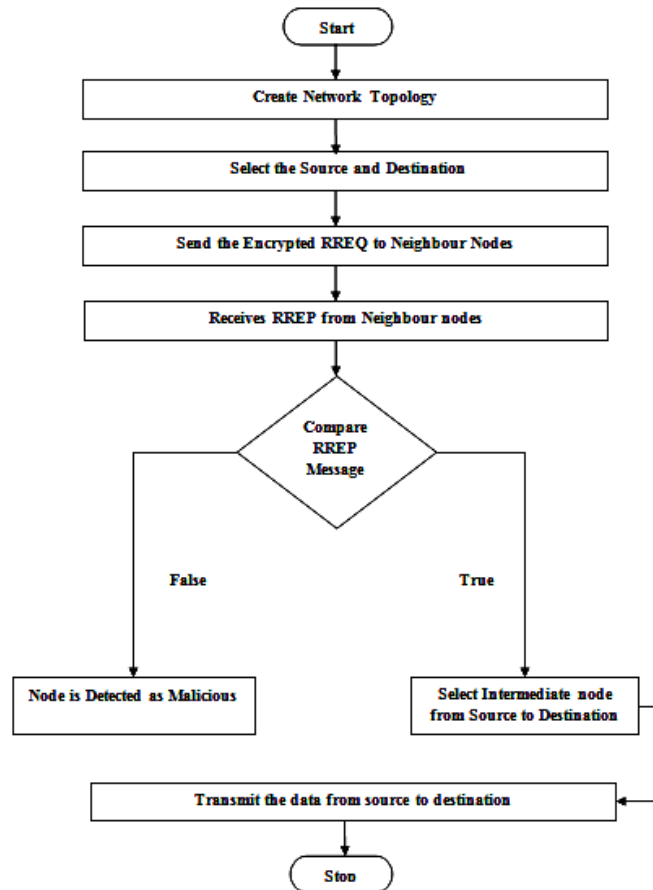 Start
Create Network Topology
Select the Source and Destination
Send the Encrypted RREQ to Neighbour Nodes
Receives RREP from Neighbour nodes
Compare
RREP
Message
False
True
Node is Detected as Malicious
Select Intermediate node
from Source to Destination
Transmit the data from source to destination
Stop